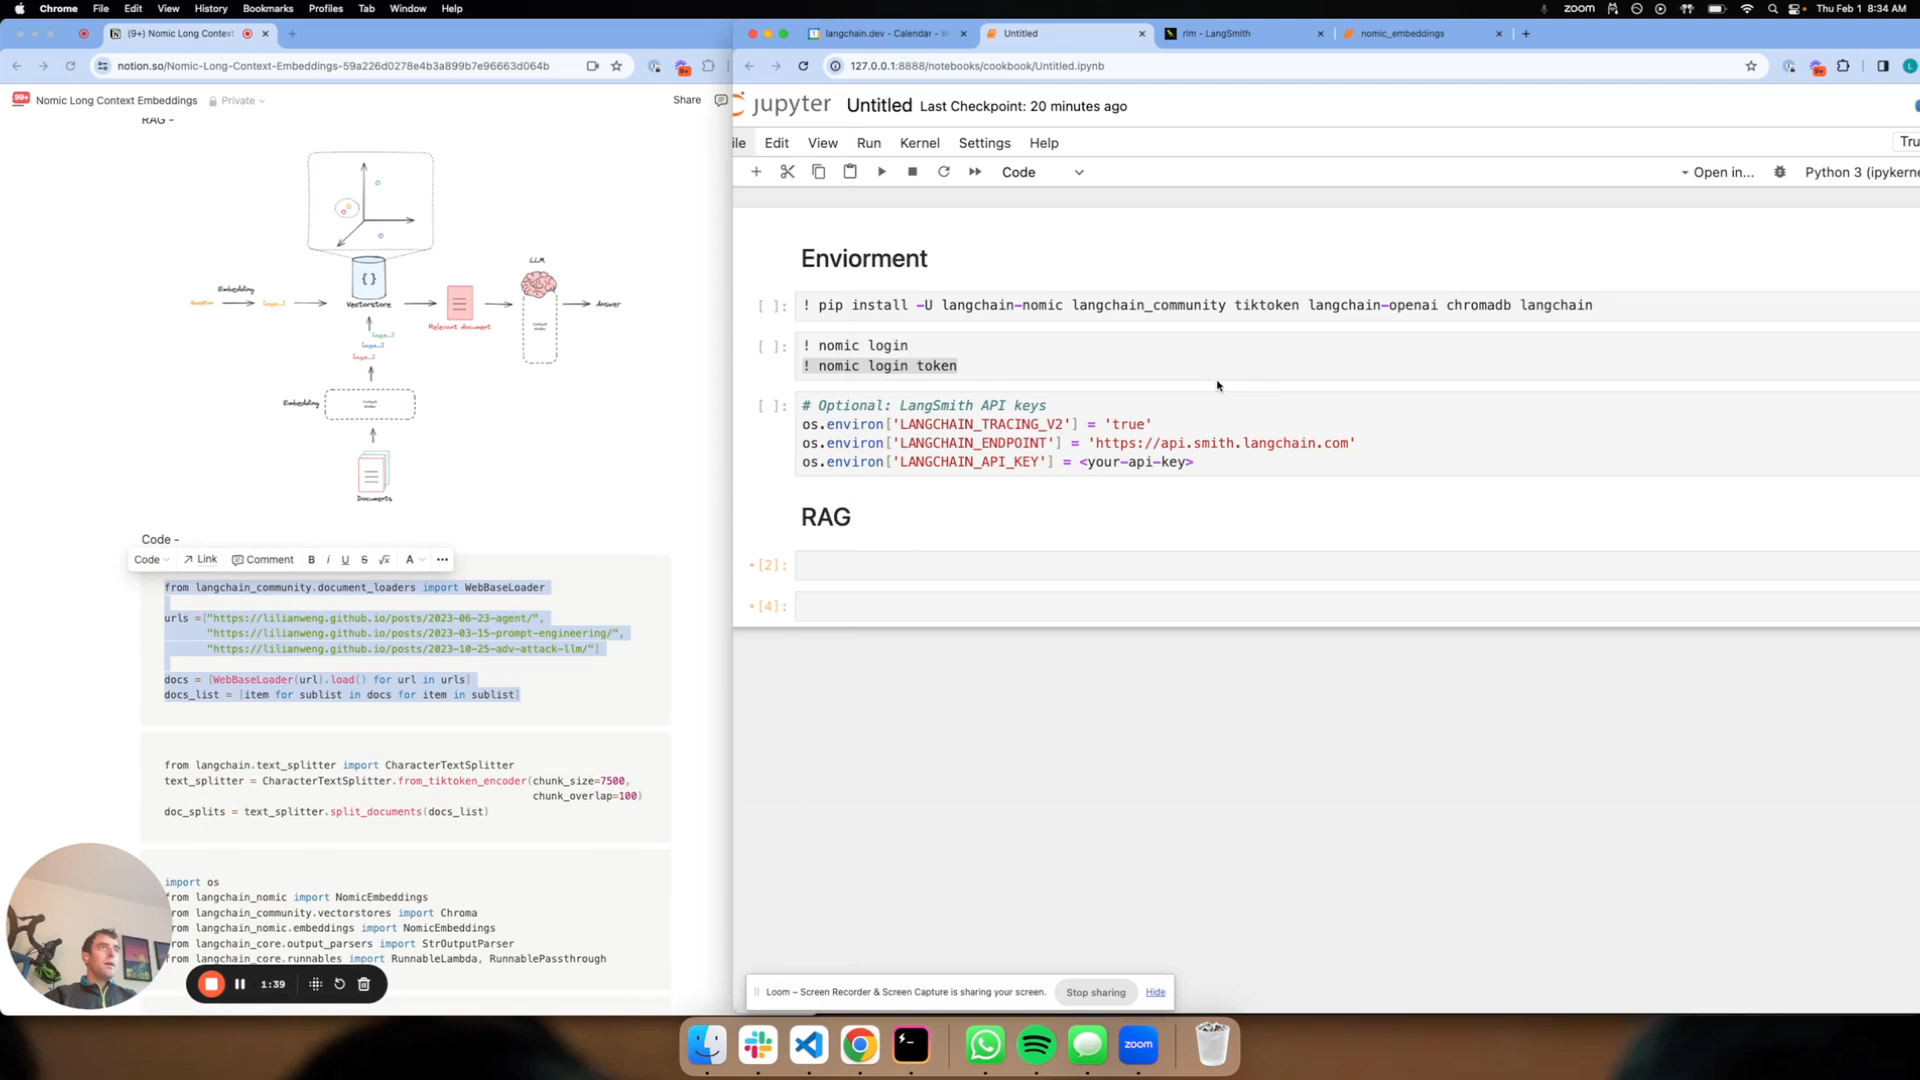 Chrome File Edit View History Bookmarks Profiles Tab Window Help
zoom Thu Feb 1 8:34 AM
(9+) Nomic Long Context
notion.so/Nomic-Long-Context-Embeddings-59a226d0278e4b3a899b7e96663d064b
99+ Nomic Long Context Embeddings Private Share
RAG -
LLM
Embedding
Question
Vectorstore
Answer
Relevant document
Embedding
Documents
Code -
Code Link Comment B i U S √x A •••
from langchain_community.document_loaders import WebBaseLoader
urls =["https://lilianweng.github.io/posts/2023-06-23-agent/",
"https://lilianweng.github.io/posts/2023-03-15-prompt-engineering/",
"https://lilianweng.github.io/posts/2023-10-25-adv-attack-llm/"]
docs = [WebBaseLoader(url).load() for url in urls]
docs_list = [item for sublist in docs for item in sublist]
from langchain.text_splitter import CharacterTextSplitter
text_splitter = CharacterTextSplitter.from_tiktoken_encoder(chunk_size=7500,
chunk_overlap=100)
doc_splits = text_splitter.split_documents(docs_list)
import os
from langchain_nomic import NomicEmbeddings
from langchain_community.vectorstores import Chroma
from langchain_nomic.embeddings import NomicEmbeddings
from langchain_core.output_parsers import StrOutputParser
from langchain_core.runnables import RunnableLambda, RunnablePassthrough
1:39
langchain.dev - Calendar - W
Untitled
rlm - LangSmith
nomic_embeddings
127.0.0.1:8888/notebooks/cookbook/Untitled.ipynb
jupyter Untitled Last Checkpoint: 20 minutes ago
ile Edit View Run Kernel Settings Help Tru
Code Open in... Python 3 (ipykerne
Enviorment
[ ]: ! pip install -U langchain-nomic langchain_community tiktoken langchain-openai chromadb langchain
[ ]: ! nomic login
! nomic login token
[ ]: # Optional: LangSmith API keys
os.environ['LANGCHAIN_TRACING_V2'] = 'true'
os.environ['LANGCHAIN_ENDPOINT'] = 'https://api.smith.langchain.com'
os.environ['LANGCHAIN_API_KEY'] = <your-api-key>
RAG
•[2]:
•[4]:
Loom – Screen Recorder & Screen Capture is sharing your screen. Stop sharing Hide
zoom